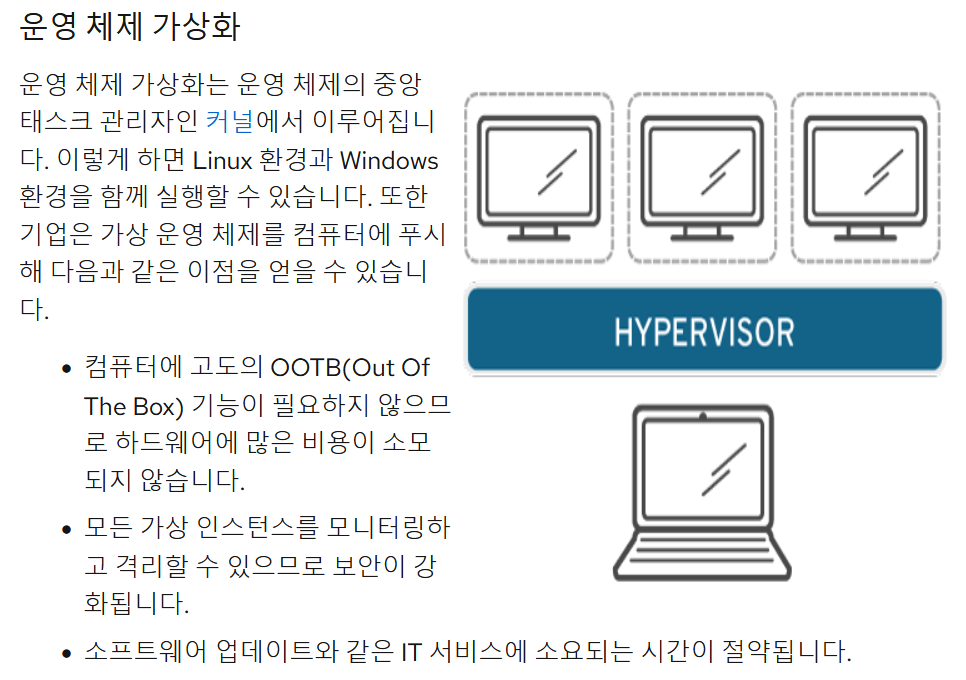 운영 체제 가상화
운영 체제 가상화는 운영 체제의 중앙
태스크 관리자인 커널에서 이루어집니
다. 이렇게 하면 Linux 환경과 Windows
환경을 함께 실행할 수 있습니다. 또한
기업은 가상 운영 체제를 컴퓨터에 푸시
해 다음과 같은 이점을 얻을 수 있습니
다.
• 컴퓨터에 고도의 OOTB(Out Of
The Box) 기능이 필요하지 않으므
로 하드웨어에 많은 비용이 소모
되지 않습니다.
• 모든 가상 인스턴스를 모니터링하
고 격리할 수 있으므로 보안이 강
화됩니다.
• 소프트웨어 업데이트와 같은 IT 서비스에 소요되는 시간이 절약됩니다.
HYPERVISOR